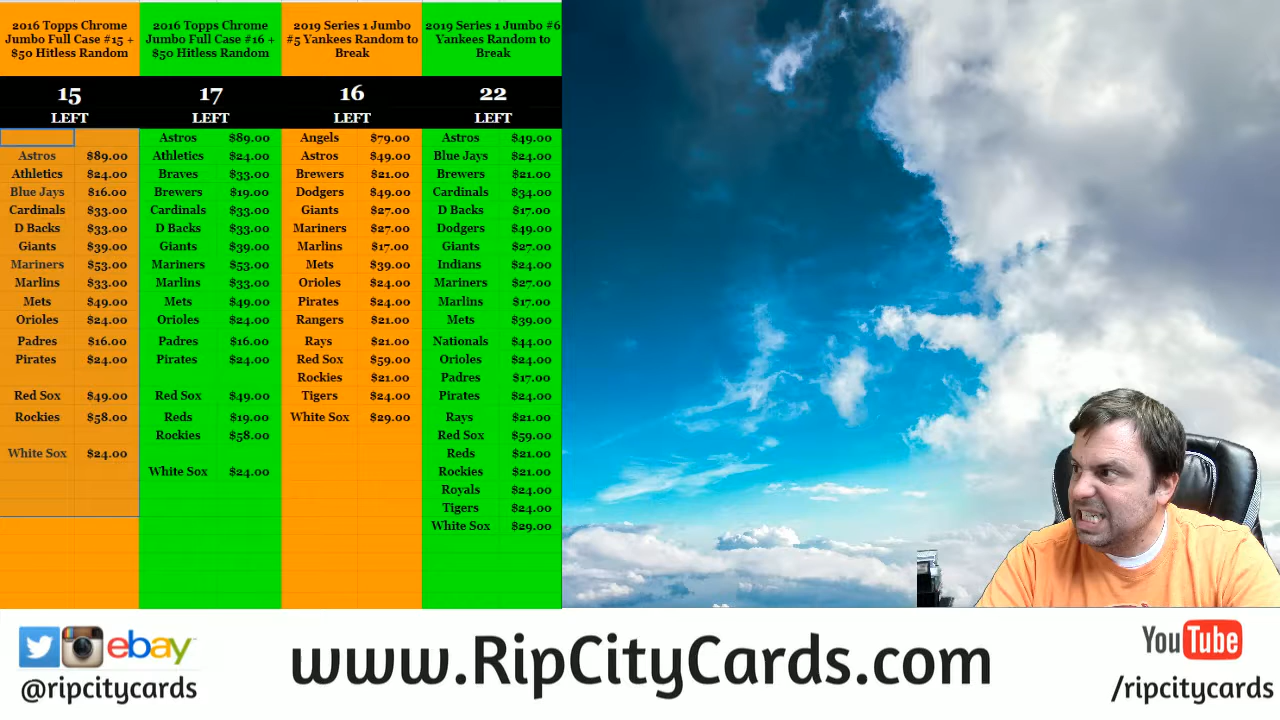 2016 Topps Chrome Jumbo Full Case #15 + $50 Hitless Random
15
LEFT
Astros $89.00
Athletics $24.00
Blue Jays $16.00
Cardinals $33.00
D Backs $33.00
Giants $39.00
Mariners $53.00
Marlins $33.00
Mets $49.00
Orioles $24.00
Padres $16.00
Pirates $24.00
Red Sox $49.00
Rockies $58.00
White Sox $24.00
2016 Topps Chrome Jumbo Full Case #16 + $50 Hitless Random
17
LEFT
Astros $89.00
Athletics $24.00
Braves $33.00
Brewers $19.00
Cardinals $33.00
D Backs $33.00
Giants $39.00
Mariners $53.00
Marlins $33.00
Mets $49.00
Orioles $24.00
Padres $16.00
Pirates $24.00
Red Sox $49.00
Reds $19.00
Rockies $58.00
White Sox $24.00
2019 Series 1 Jumbo #5 Yankees Random to Break
16
LEFT
Angels $79.00
Astros $49.00
Brewers $21.00
Dodgers $49.00
Giants $27.00
Mariners $27.00
Marlins $17.00
Mets $39.00
Orioles $24.00
Pirates $24.00
Rangers $21.00
Rays $21.00
Red Sox $59.00
Rockies $21.00
Tigers $24.00
White Sox $29.00
2019 Series 1 Jumbo #6 Yankees Random to Break
22
LEFT
Astros $49.00
Blue Jays $24.00
Brewers $21.00
Cardinals $34.00
D Backs $17.00
Dodgers $49.00
Giants $27.00
Indians $24.00
Mariners $27.00
Marlins $17.00
Mets $39.00
Nationals $44.00
Orioles $24.00
Padres $17.00
Pirates $24.00
Rays $21.00
Red Sox $59.00
Reds $21.00
Rockies $21.00
Royals $24.00
Tigers $24.00
White Sox $29.00
ebay
@ripcitycards
www.RipCityCards.com
YouTube
/ripcitycards